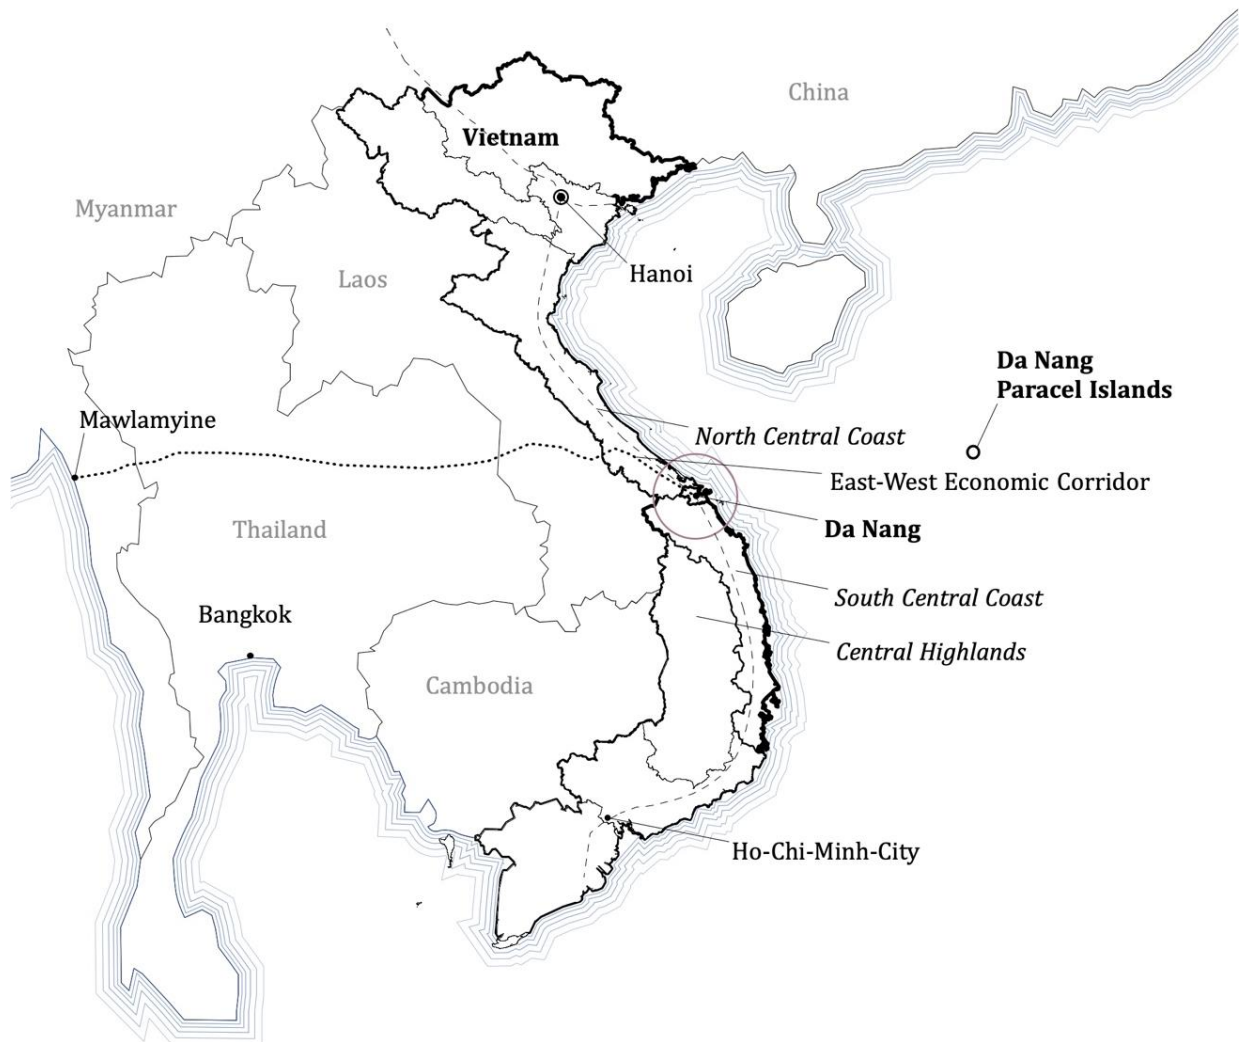 China
Vietnam
Myanmar
Hanoi
Laos
Da Nang
Paracel Islands
Mawlamyine
North Central Coast
East-West Economic Corridor
Thailand
Da Nang
South Central Coast
Bangkok
Central Highlands
Cambodia
Ho-Chi-Minh-City